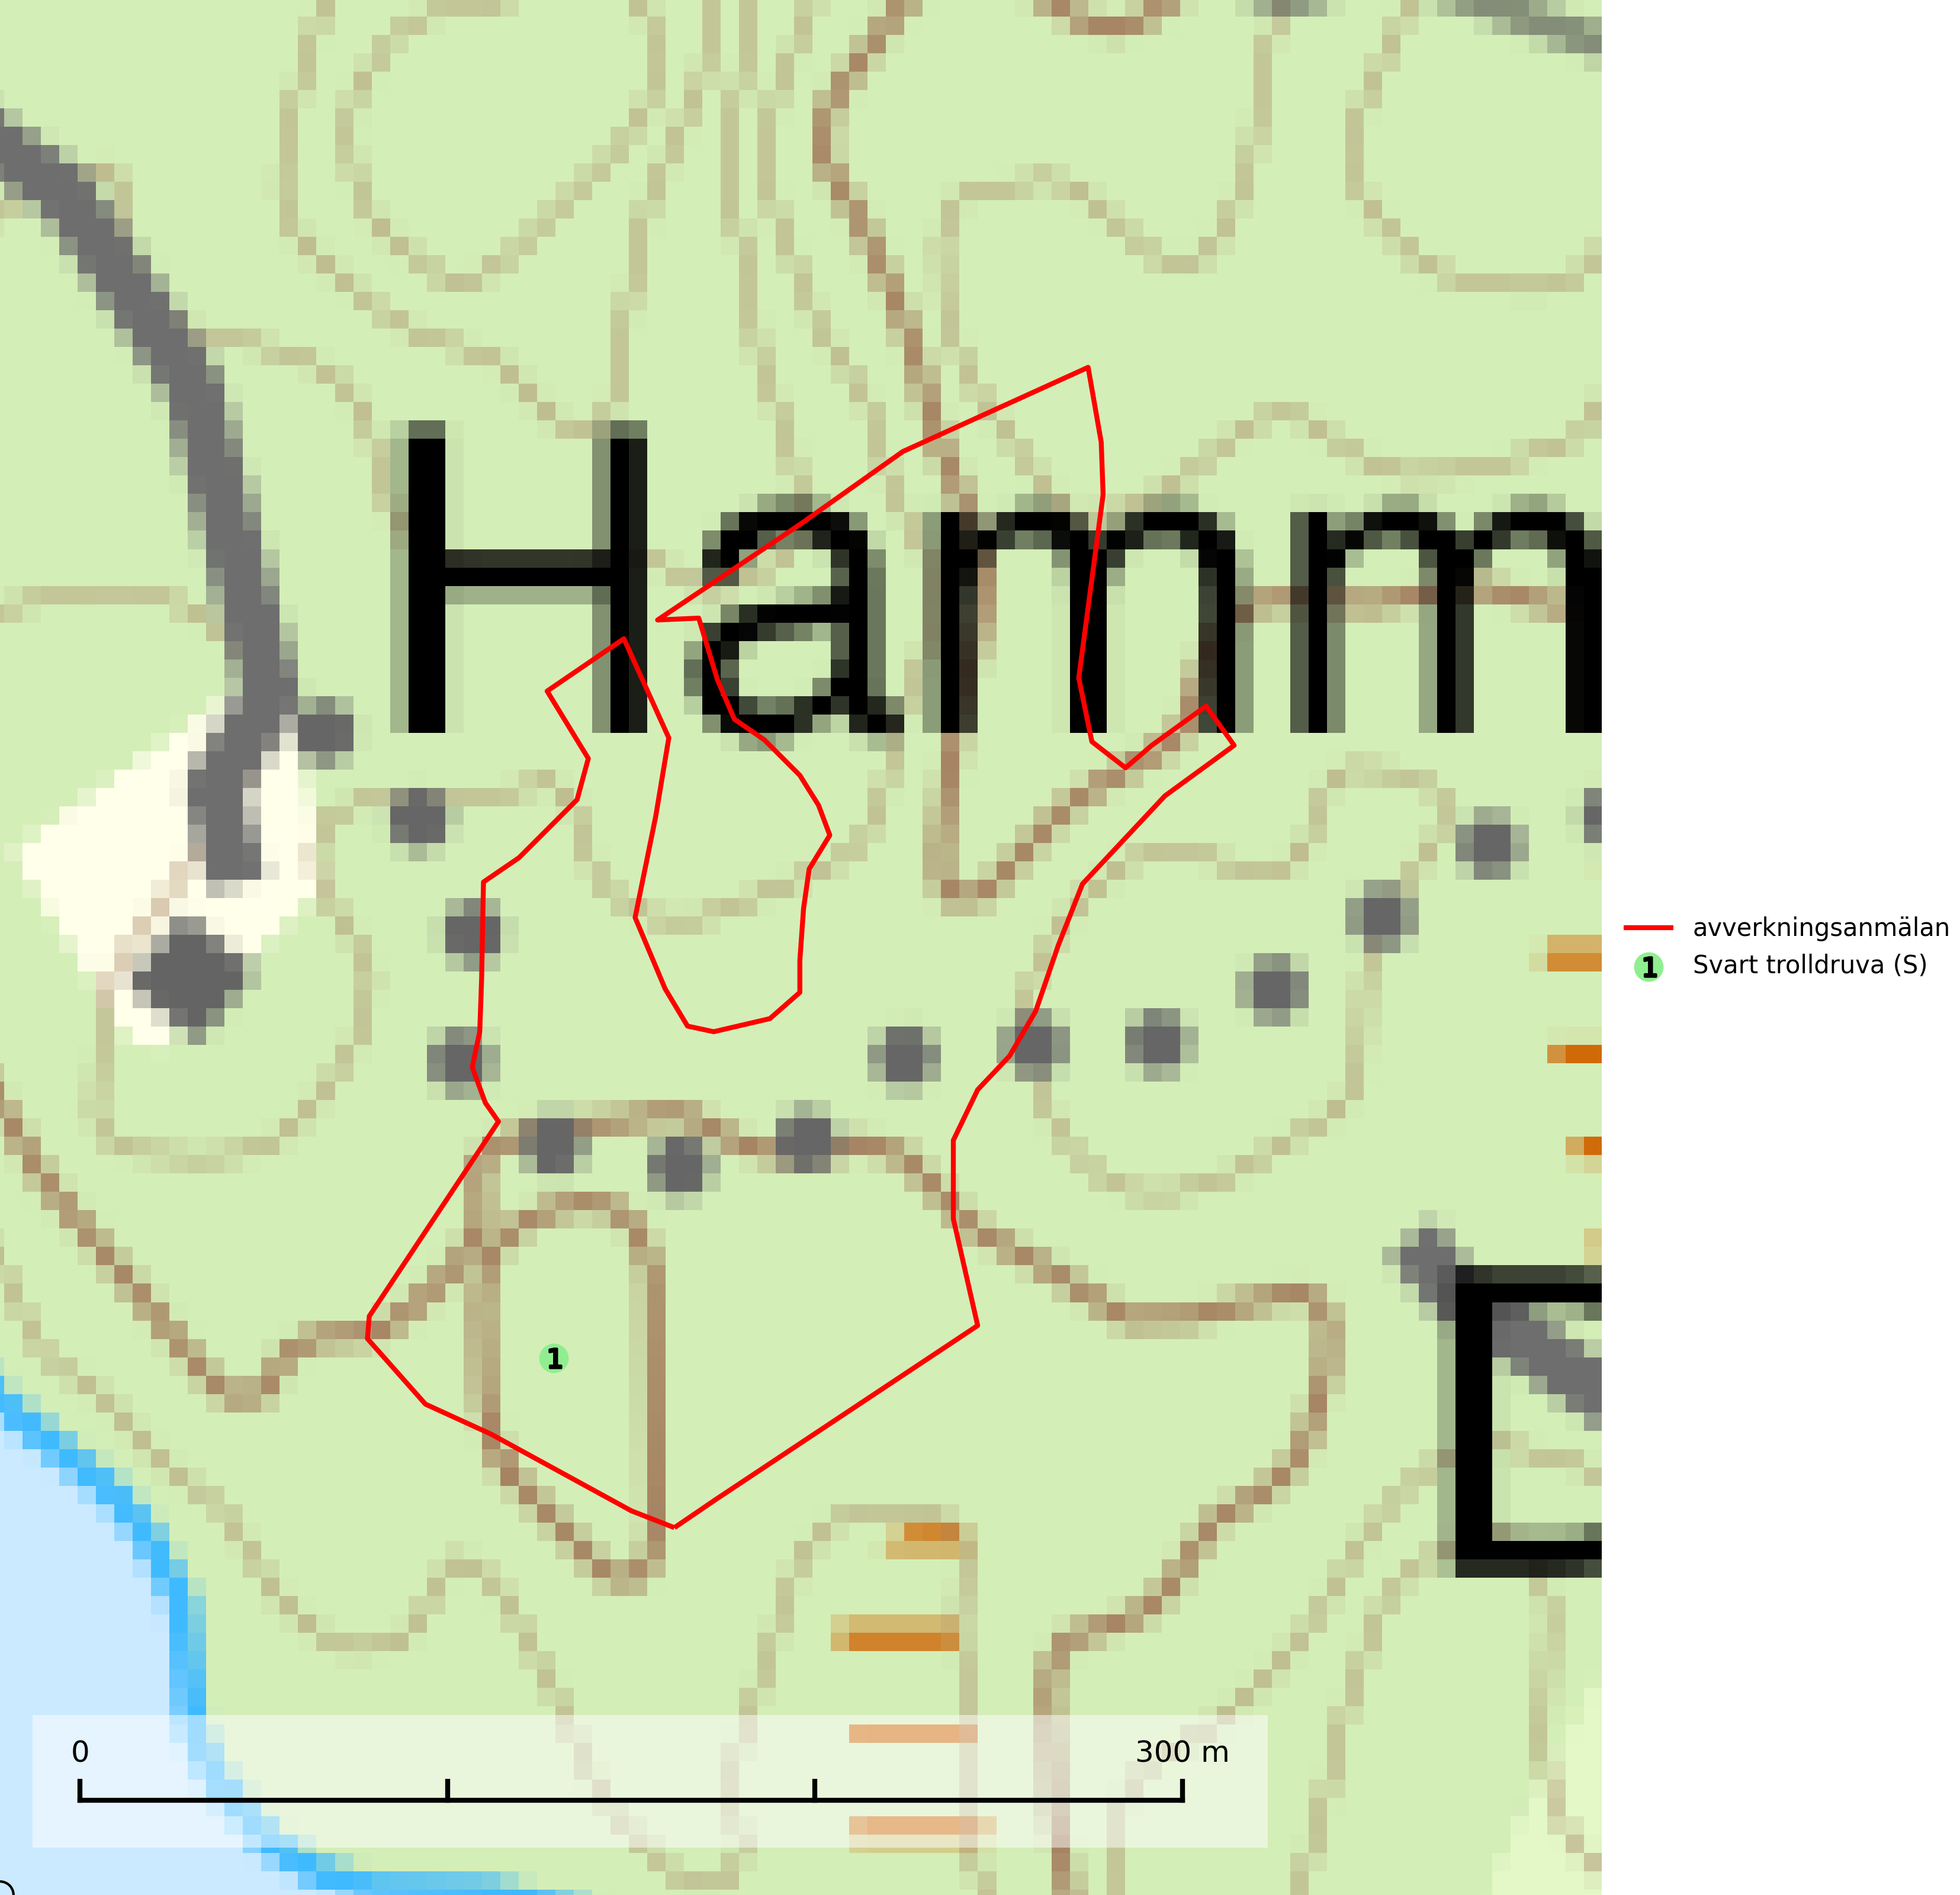 Hamm
avverkningsanmälan
1 Svart trolldruva (S)
1
0 300 m